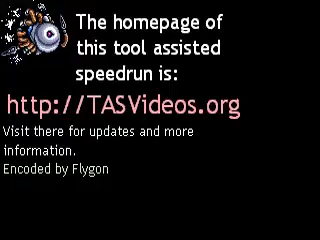 The homepage of
this tool assisted
speedrun is:
http://TASVideos.org
Visit there for updates and more
information.
Encoded by Flygon